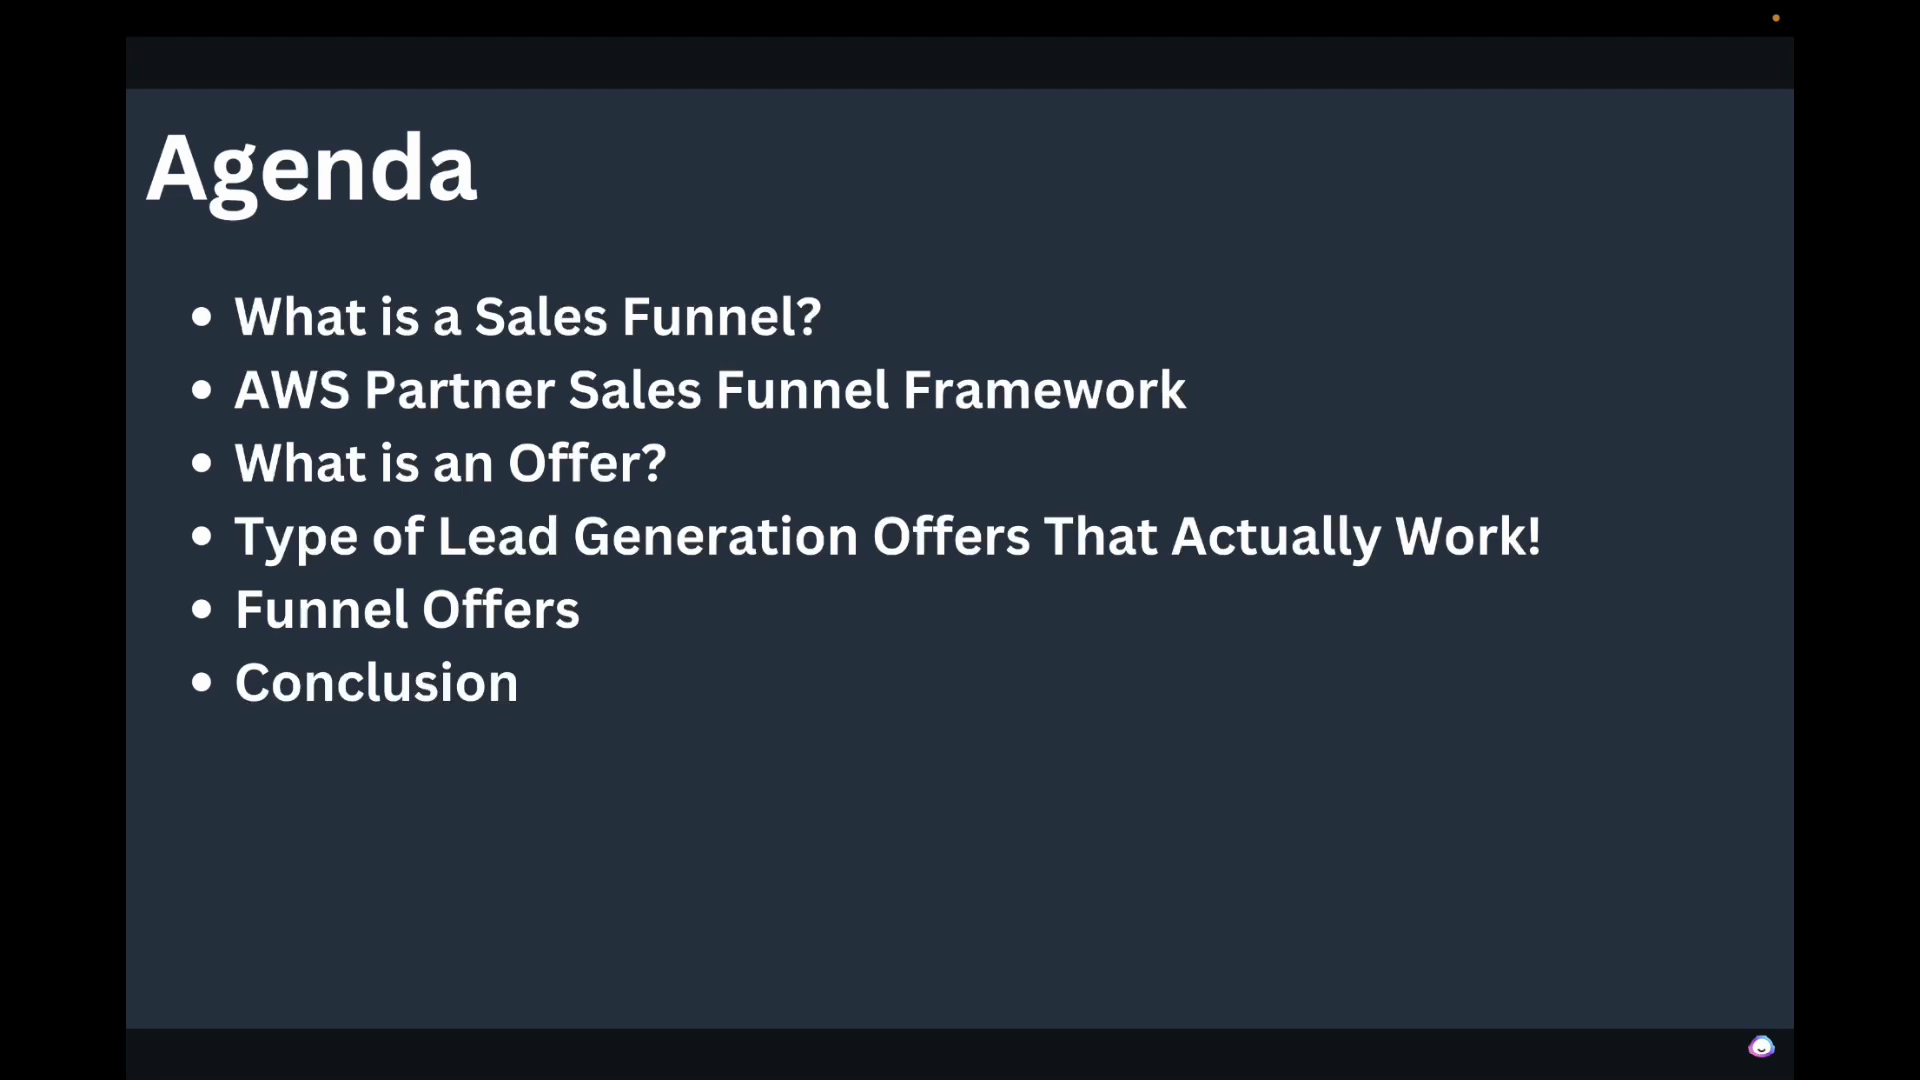 Agenda
• What is a Sales Funnel?
• AWS Partner Sales Funnel Framework
• What is an Offer?
• Type of Lead Generation Offers That Actually Work!
• Funnel Offers
• Conclusion